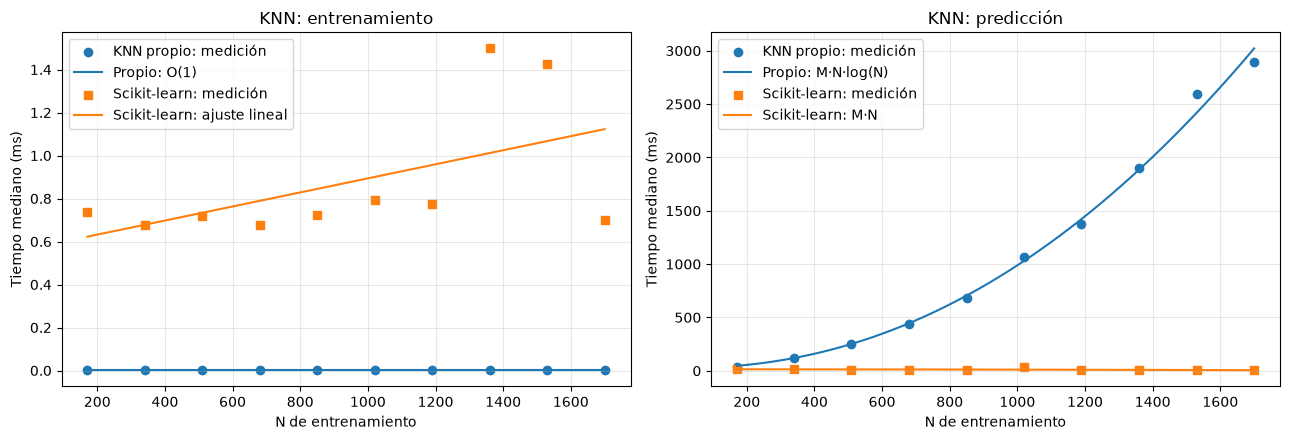 KNN: entrenamiento
KNN propio: medición
Propio: O(1)
Scikit-learn: medición
Scikit-learn: ajuste lineal
Tiempo mediano (ms)
1.4
1.2
1.0
0.8
0.6
0.4
0.2
0.0
200 400 600 800 1000 1200 1400 1600
N de entrenamiento
KNN: predicción
KNN propio: medición
Propio: M·N·log(N)
Scikit-learn: medición
Scikit-learn: M·N
Tiempo mediano (ms)
3000
2500
2000
1500
1000
500
0
200 400 600 800 1000 1200 1400 1600
N de entrenamiento